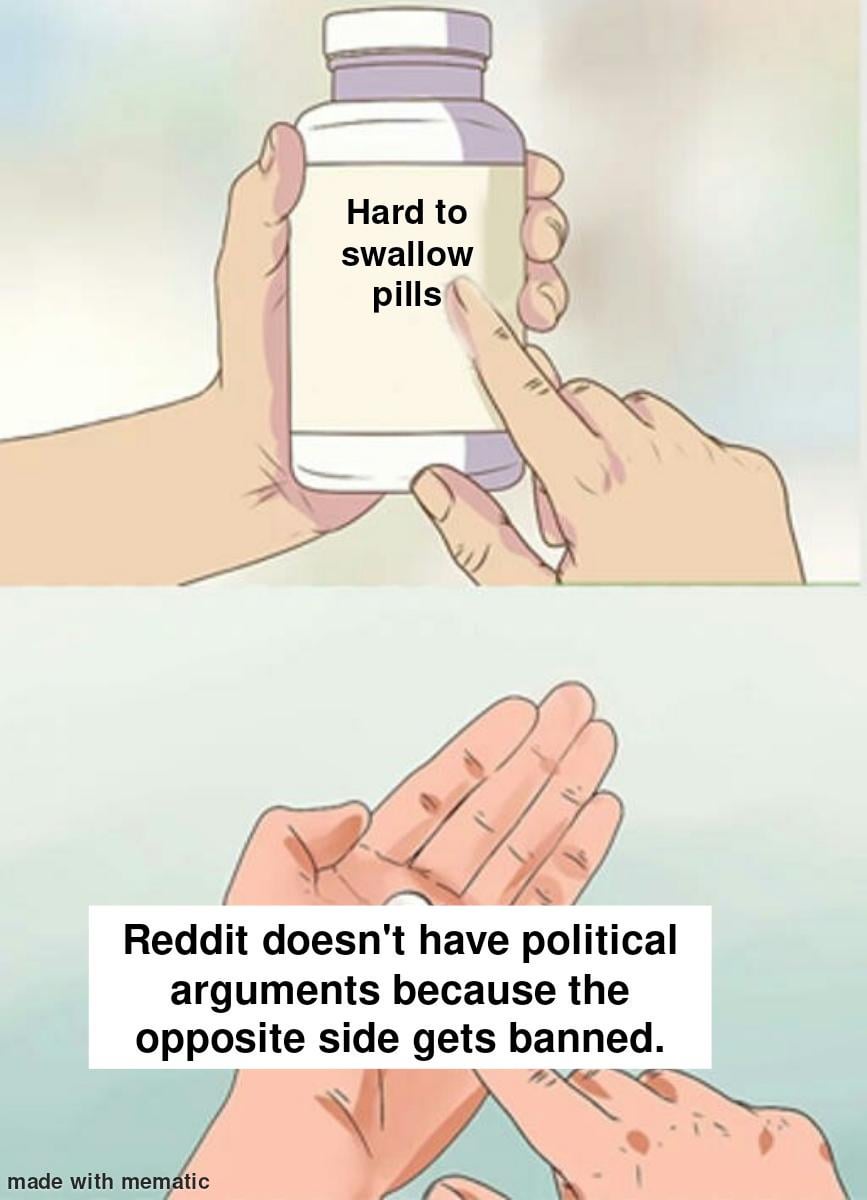 Hard to
swallow
pills
Reddit doesn't have political
arguments because the
opposite side gets banned.
made with mematic